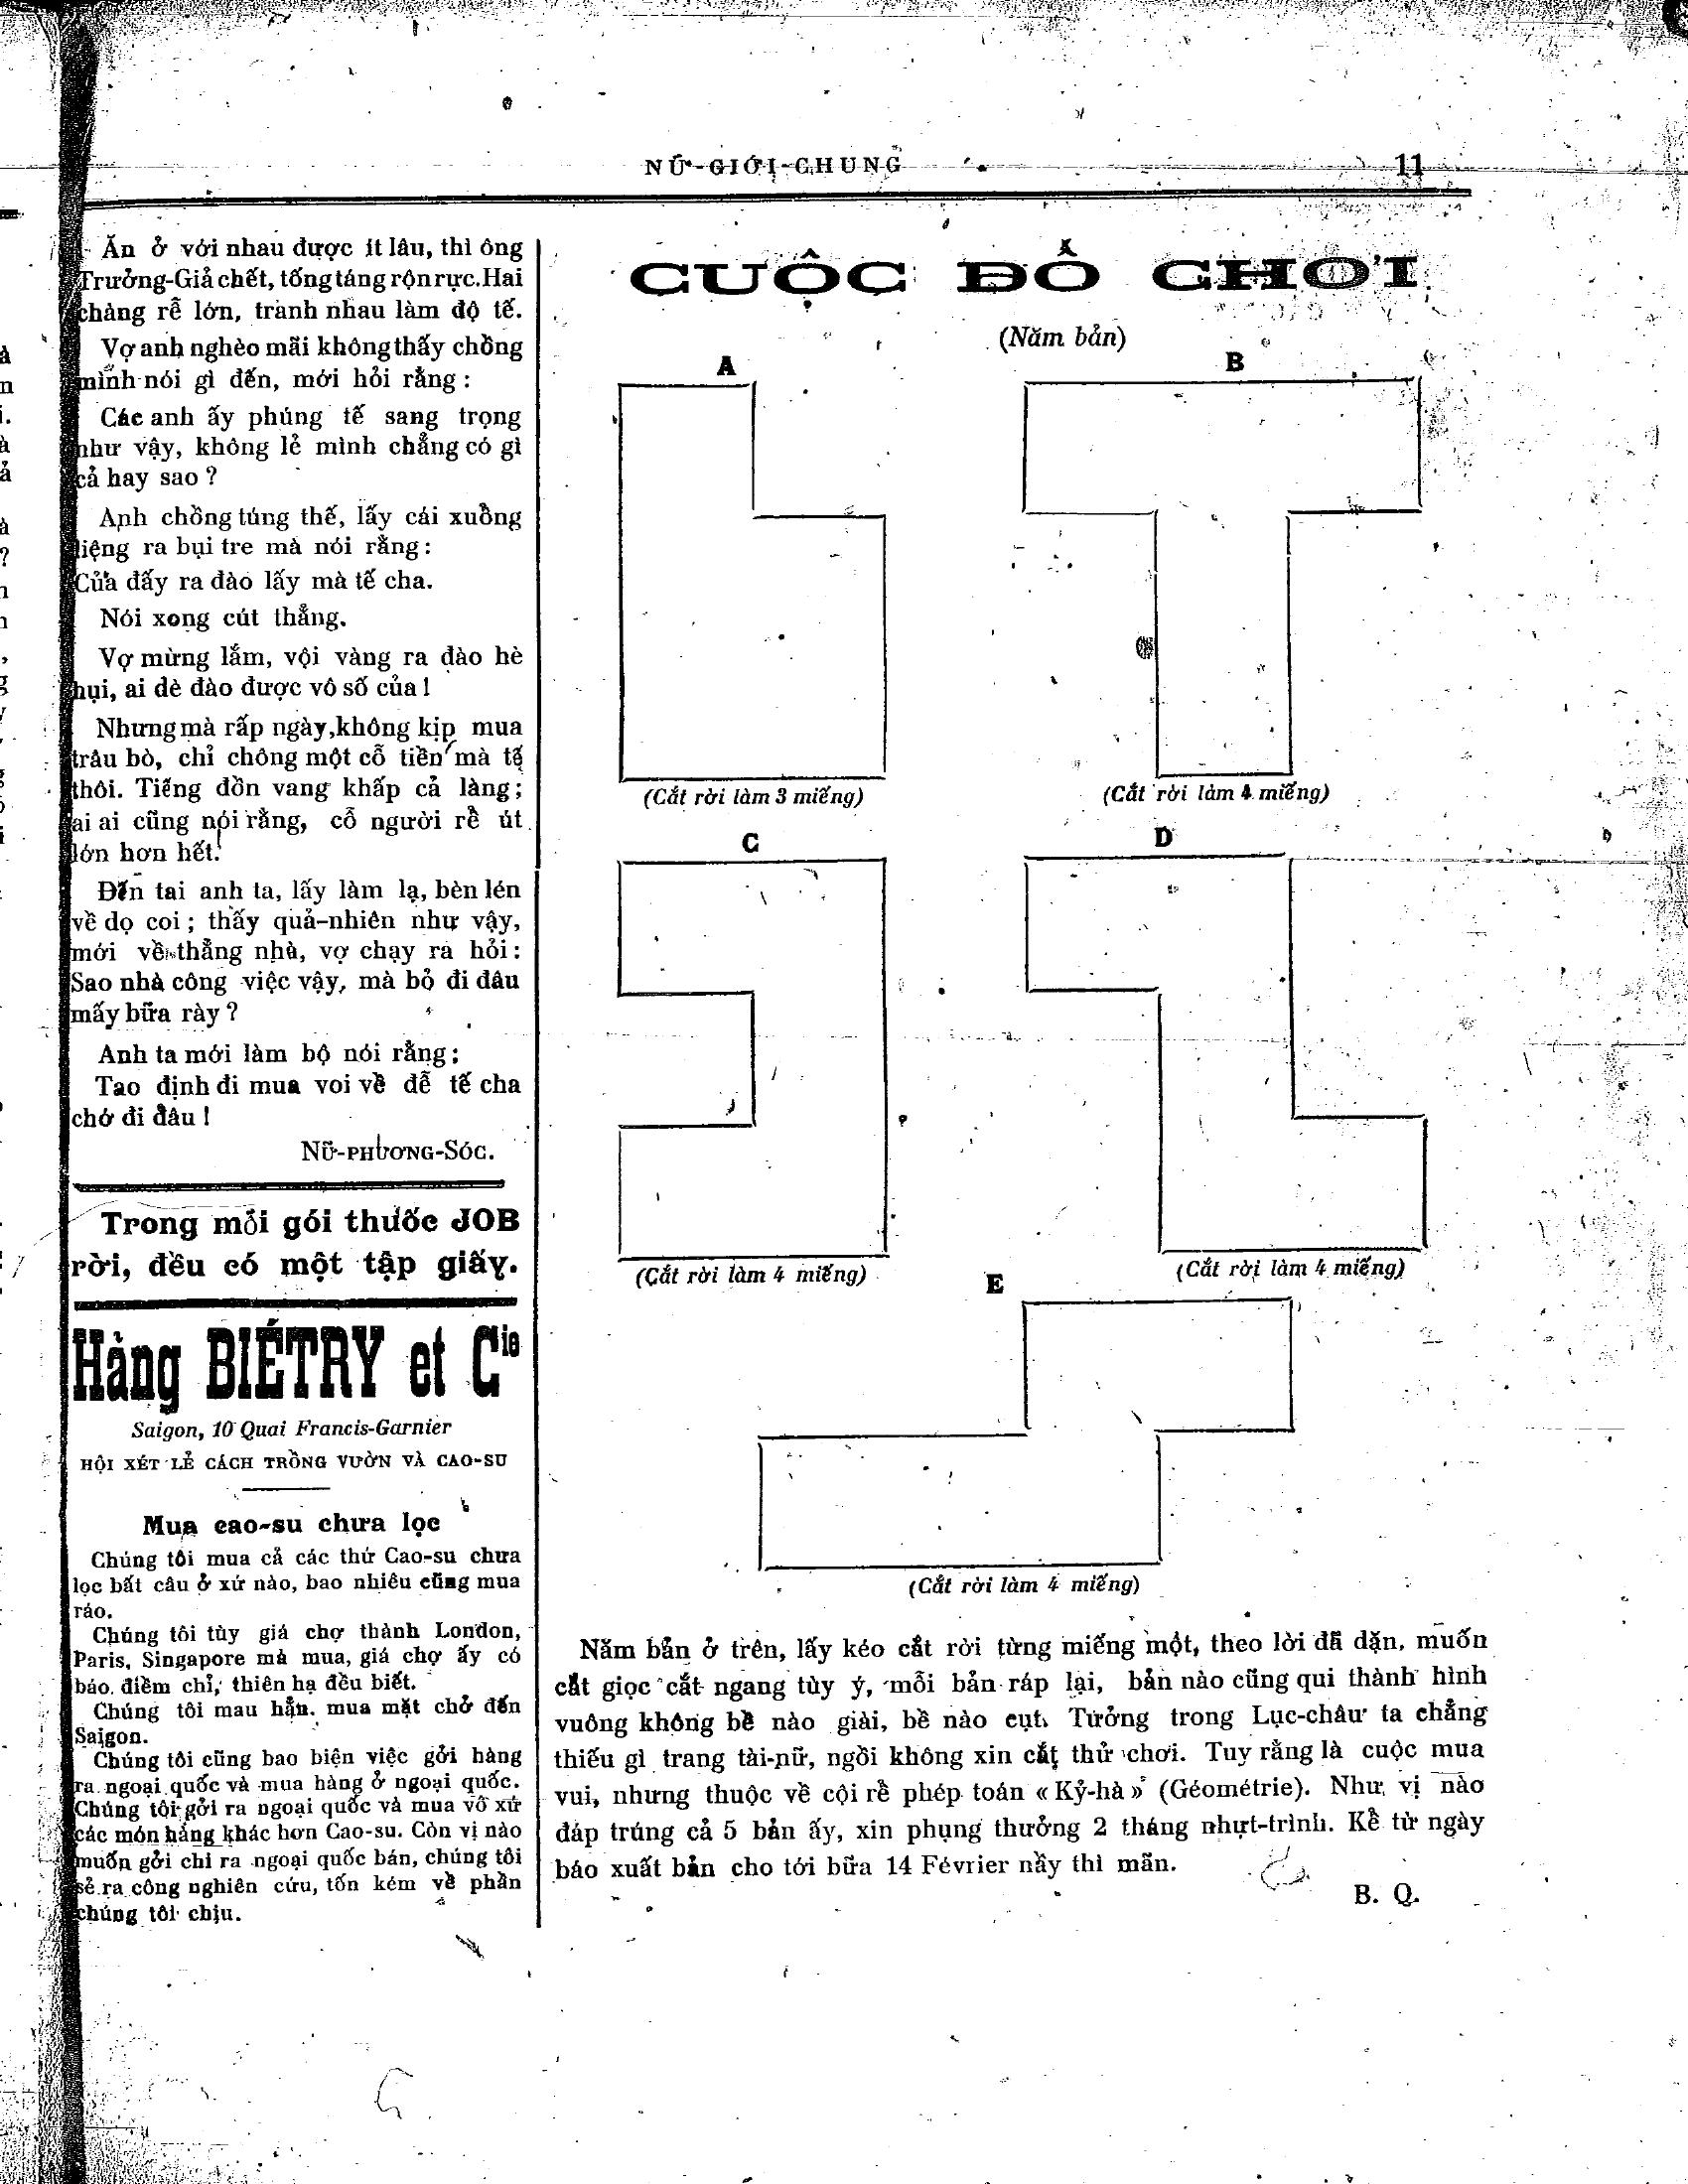 NỮ-GIỚI-CHUNG
11
Ăn ở với nhau được ít lâu, thì ông
Trưởng-Giả chết, tống táng rộn rực. Hai
chàng rể lớn, tranh nhau làm độ tế.
Vợ anh nghèo mãi không thấy chồng
mình nói gì đến, mới hỏi rằng :
Các anh ấy phúng tế sang trọng
như vậy, không lẻ mình chẳng có gì
cả hay sao ?
Anh chồng túng thế, lấy cái xuồng
liệng ra bụi tre mà nói rằng :
Của đấy ra đào lấy mà tế cha.
Nói xong cút thẳng.
Vợ mừng lắm, vội vàng ra đào hè
hụi, ai dè đào được vô số của !
Nhưng mà rấp ngày, không kịp mua
trâu bò, chỉ chông một cỗ tiền mà tế
thôi. Tiếng đồn vang khắp cả làng ;
ai ai cũng nói rằng, cỗ người rể út
lớn hơn hết.
Đến tai anh ta, lấy làm lạ, bèn lén
về dọ coi ; thấy quả-nhiên như vậy,
mới về thẳng nhà, vợ chạy ra hỏi :
Sao nhà công việc vậy, mà bỏ đi đâu
mấy bữa rày ?
Anh ta mới làm bộ nói rằng :
Tao định đi mua voi về để tế cha
chớ đi đâu !
NỮ-PHƯƠNG-SÓC.
Trong mỗi gói thuốc JOB
rời, đều có một tập giấy.
Hảng BIÉTRY et Cie
Saigon, 10 Quai Francis-Garnier
HỘI XÉT LẺ CÁCH TRỒNG VƯỜN VÀ CAO-SU
Mua cao-su chưa lọc
Chúng tôi mua cả các thứ Cao-su chưa
lọc bất câu ở xứ nào, bao nhiêu cũng mua
ráo.
Chúng tôi tùy giá chợ thành London,
Paris, Singapore mà mua, giá chợ ấy có
báo điềm chỉ, thiên hạ đều biết.
Chúng tôi mau hẳn. mua mặt chở đến
Saigon.
Chúng tôi cũng bao biện việc gởi hàng
ra ngoại quốc và mua hàng ở ngoại quốc.
Chúng tôi gởi ra ngoại quốc và mua vô xứ
các món hàng khác hơn Cao-su. Còn vị nào
muốn gởi chi ra ngoại quốc bán, chúng tôi
sẻ ra công nghiên cứu, tốn kém về phần
chúng tôi chịu.
CUỘC ĐỐ CHƠI
(Năm bản)
A
B
(Cắt rời làm 3 miếng)
(Cắt rời làm 4 miếng)
C
D
(Cắt rời làm 4 miếng)
(Cắt rời làm 4 miếng)
E
(Cắt rời làm 4 miếng)
Năm bản ở trên, lấy kéo cắt rời từng miếng một, theo lời đã dặn, muốn
cắt giọc cắt ngang tùy ý, mỗi bản ráp lại, bản nào cũng qui thành hình
vuông không bề nào giài, bề nào cụt. Tưởng trong Lục-châu ta chẳng
thiếu gì trang tài-nữ, ngồi không xin cắt thử chơi. Tuy rằng là cuộc mua
vui, nhưng thuộc về cội rề phép toán « Kỷ-hà » (Géométrie). Như vị nào
đáp trúng cả 5 bản ấy, xin phụng thưởng 2 tháng nhựt-trình. Kể từ ngày
báo xuất bản cho tới bữa 14 Février nầy thì mãn.
B. Q.